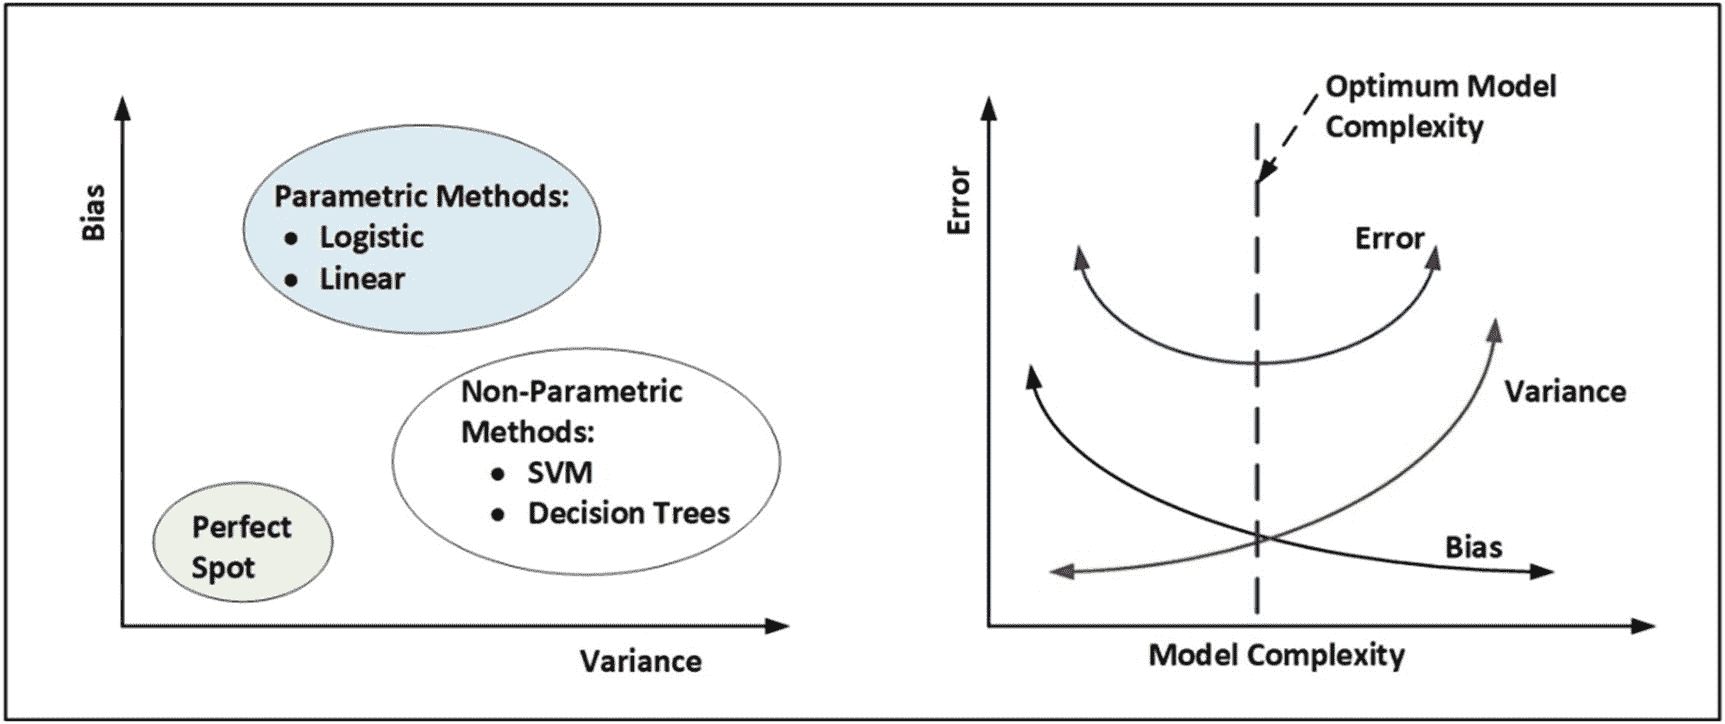 Bias
Parametric Methods:
● Logistic
● Linear
Non-Parametric
Methods:
● SVM
● Decision Trees
Perfect
Spot
Variance
Optimum Model
Complexity
Error
Error
Variance
Bias
Model Complexity